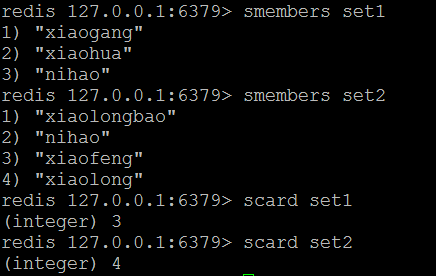 redis 127.0.0.1:6379> smembers set1
1) "xiaogang"
2) "xiaohua"
3) "nihao"
redis 127.0.0.1:6379> smembers set2
1) "xiaolongbao"
2) "nihao"
3) "xiaofeng"
4) "xiaolong"
redis 127.0.0.1:6379> scard set1
(integer) 3
redis 127.0.0.1:6379> scard set2
(integer) 4